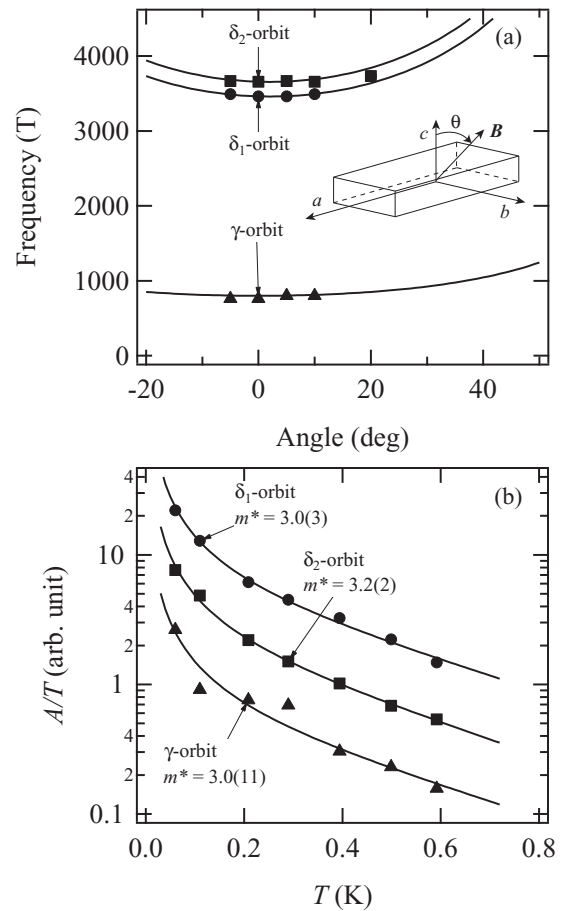 (a)
δ₂-orbit
δ₁-orbit
γ-orbit
c
θ
B
a
b
Frequency (T)
4000
3000
2000
1000
0
-20
0
20
40
Angle (deg)
(b)
δ₁-orbit
m* = 3.0(3)
δ₂-orbit
m* = 3.2(2)
γ-orbit
m* = 3.0(11)
A/T (arb. unit)
4
2
10
4
2
1
4
2
0.1
0.0
0.2
0.4
0.6
0.8
T (K)